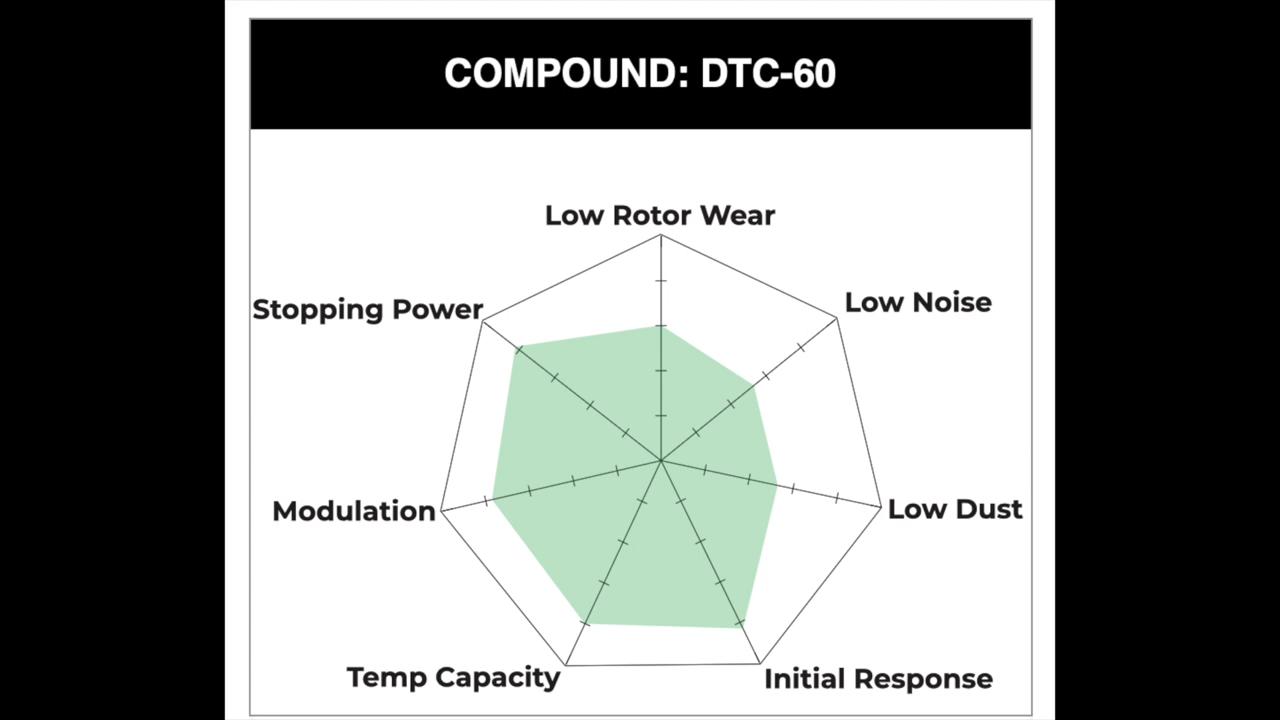 COMPOUND: DTC-60
Low Rotor Wear
Stopping Power
Low Noise
Modulation
Low Dust
Temp Capacity
Initial Response